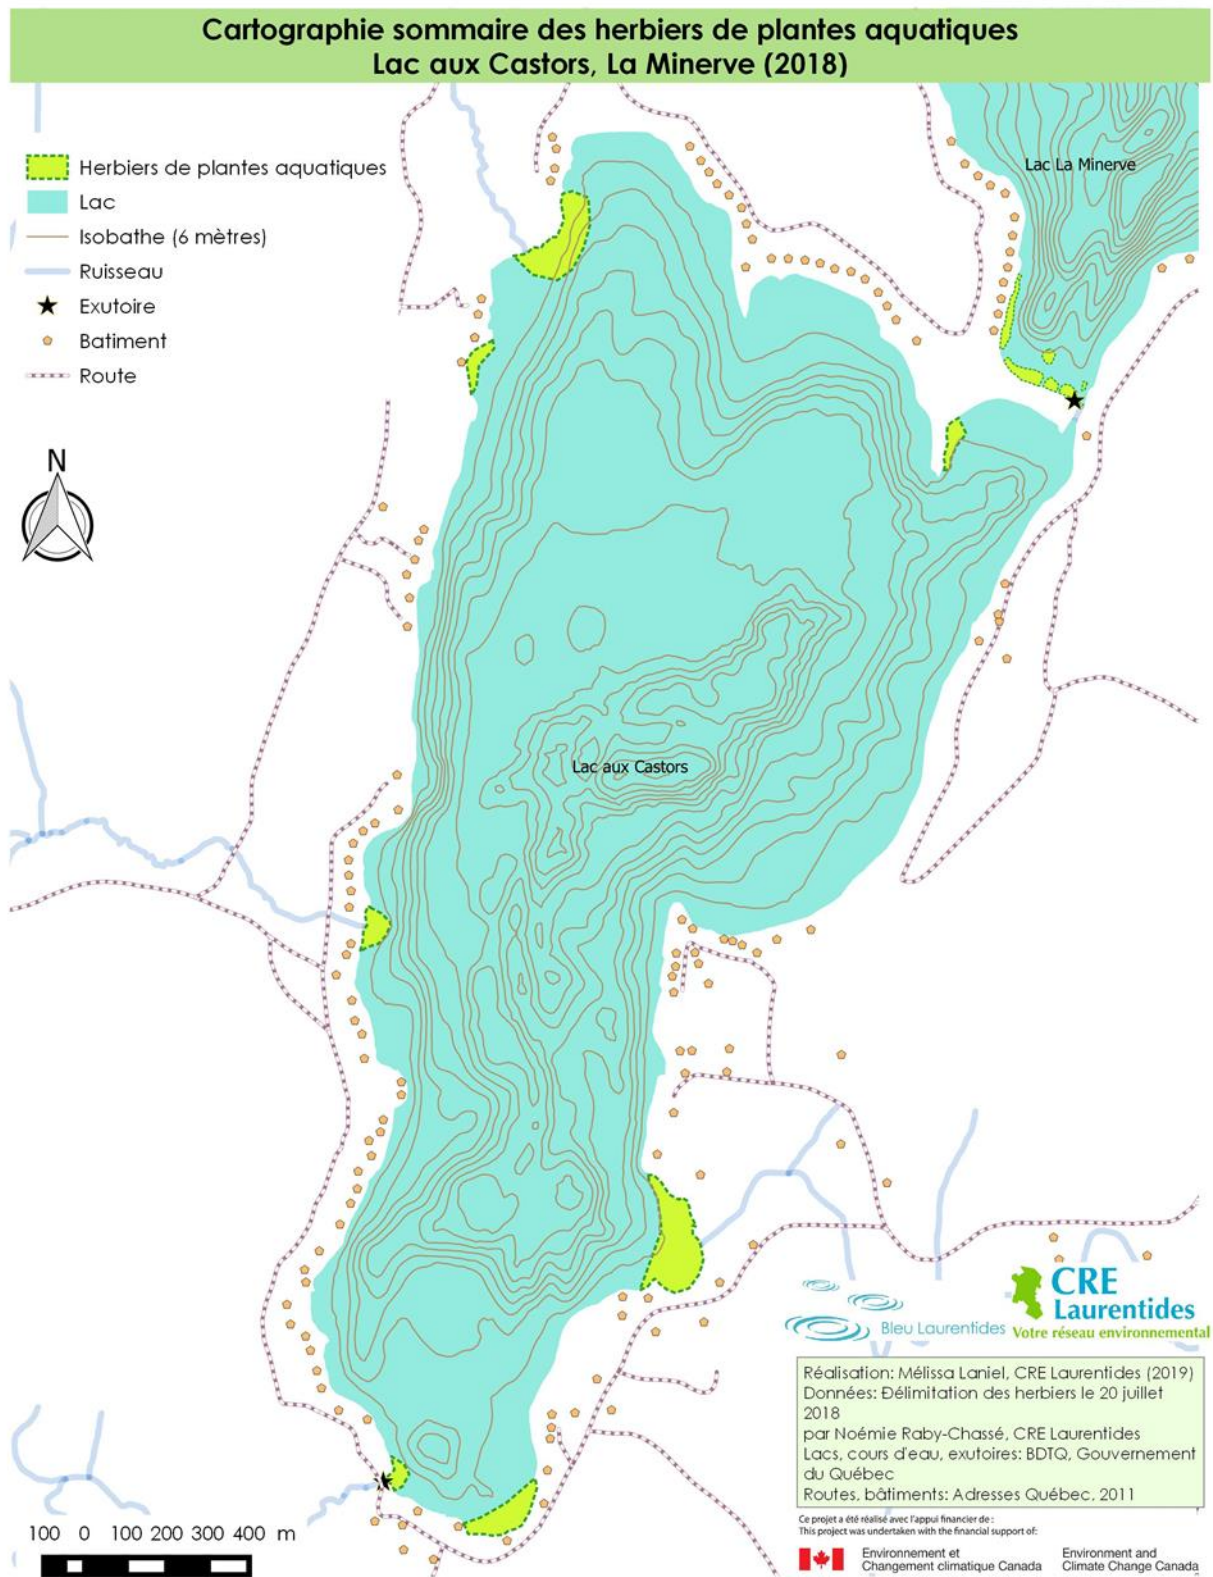 Cartographie sommaire des herbiers de plantes aquatiques
Lac aux Castors, La Minerve (2018)
Herbiers de plantes aquatiques
Lac
Isobathe (6 mètres)
Ruisseau
Exutoire
Batiment
Route
N
Lac La Minerve
Lac aux Castors
Bleu Laurentides
CRE
Laurentides
Votre réseau environnemental
Réalisation: Mélissa Laniel, CRE Laurentides (2019)
Données: Délimitation des herbiers le 20 juillet
2018
par Noémie Raby-Chassé, CRE Laurentides
Lacs, cours d'eau, exutoires: BDTQ, Gouvernement
du Québec
Routes, bâtiments: Adresses Québec, 2011
Ce projet a été réalisé avec l'appui financier de :
This project was undertaken with the financial support of:
Environnement et
Changement climatique Canada
Environment and
Climate Change Canada
100 0 100 200 300 400 m